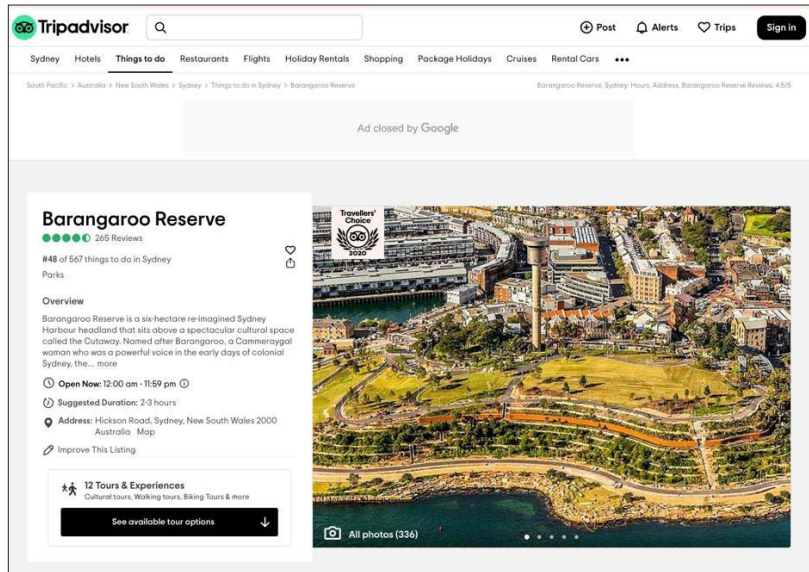 Tripadvisor
Post Alerts Trips Sign in
Sydney Hotels Things to do Restaurants Flights Holiday Rentals Shopping Package Holidays Cruises Rental Cars •••
South Pacific > Australia > New South Wales > Sydney > Things to do in Sydney > Barangaroo Reserve Barangaroo Reserve, Sydney: Hours, Address, Barangaroo Reserve Reviews: 4.5/5
Ad closed by Google
Barangaroo Reserve
265 Reviews
#48 of 567 things to do in Sydney
Parks
Overview
Barangaroo Reserve is a six-hectare re-imagined Sydney
Harbour headland that sits above a spectacular cultural space
called the Cutaway. Named after Barangaroo, a Cammeraygal
woman who was a powerful voice in the early days of colonial
Sydney, the... more
Open Now: 12:00 am - 11:59 pm
Suggested Duration: 2-3 hours
Address: Hickson Road, Sydney, New South Wales 2000
Australia Map
Improve This Listing
12 Tours & Experiences
Cultural tours, Walking tours, Biking Tours & more
See available tour options
Travellers'
Choice
2020
All photos (336)